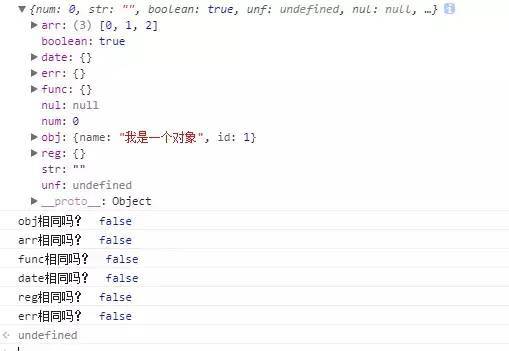 ▼{num: 0, str: "", boolean: true, unf: undefined, nul: null, …} i
▶arr: (3) [0, 1, 2]
boolean: true
▶date: {}
▶err: {}
▶func: {}
nul: null
num: 0
▶obj: {name: "我是一个对象", id: 1}
▶reg: {}
str: ""
unf: undefined
▶__proto__: Object
obj相同吗? false
arr相同吗? false
func相同吗? false
date相同吗? false
reg相同吗? false
err相同吗? false
undefined